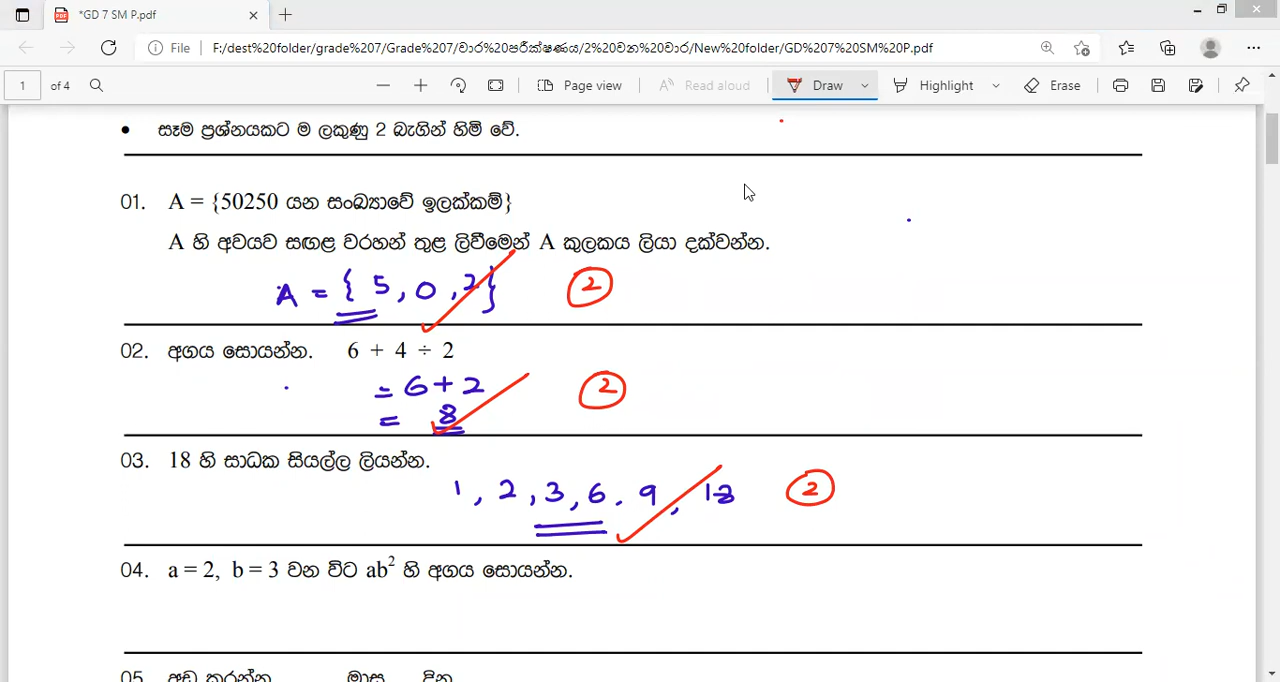 *GD 7 SM P.pdf
File F:/dest%20folder/grade%207/Grade%207/වාර%20පරීක්ෂණය/2%20වන%20වාර/New%20folder/GD%207%20SM%20P.pdf
1 of 4 Page view Read aloud Draw Highlight Erase
• සෑම ප්‍රශ්නයකට ම ලකුණු 2 බැගින් හිමි වේ.
01. A = {50250 යන සංඛ්‍යාවේ ඉලක්කම්}
A හි අවයව සඟළ වරහන් තුළ ලිවීමෙන් A කුලකය ලියා දක්වන්න.
A = {5, 0, 2} 2
02. අගය සොයන්න. 6 + 4 ÷ 2
= 6 + 2 2
= 8
03. 18 හි සාධක සියල්ල ලියන්න.
1, 2, 3, 6. 9, 18 2
04. a = 2, b = 3 වන විට ab² හි අගය සොයන්න.
05. අඩු කරන්න මාස දින